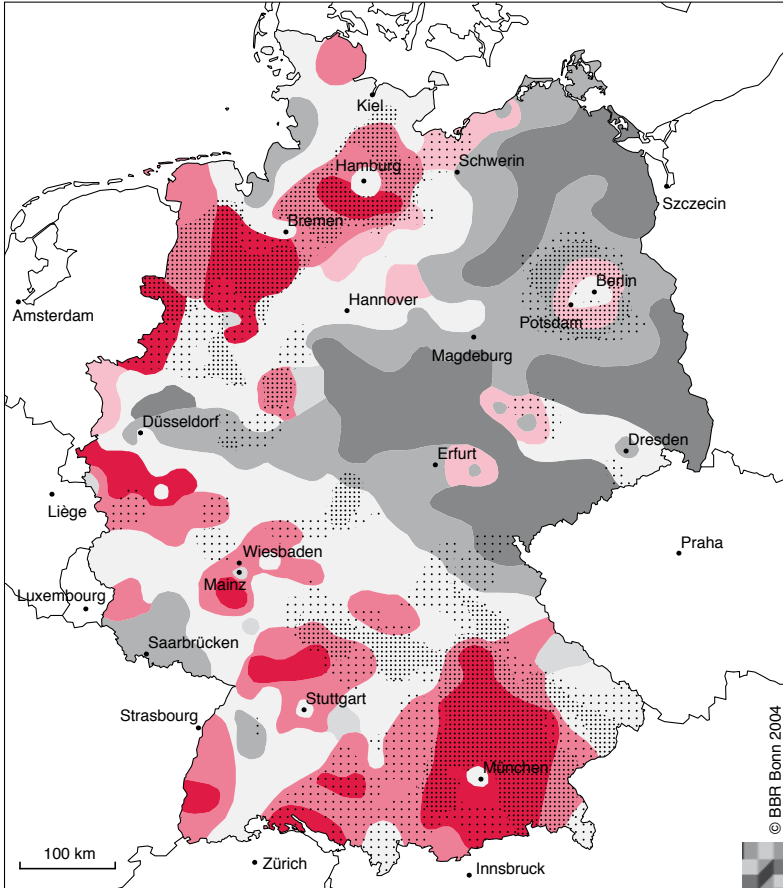 Kiel
Hamburg
Schwerin
Szczecin
Bremen
Berlin
Amsterdam
Hannover
Potsdam
Magdeburg
Düsseldorf
Dresden
Erfurt
Liège
Praha
Wiesbaden
Mainz
Luxembourg
Saarbrücken
Stuttgart
Strasbourg
München
© BBR Bonn 2004
100 km
Zürich
Innsbruck